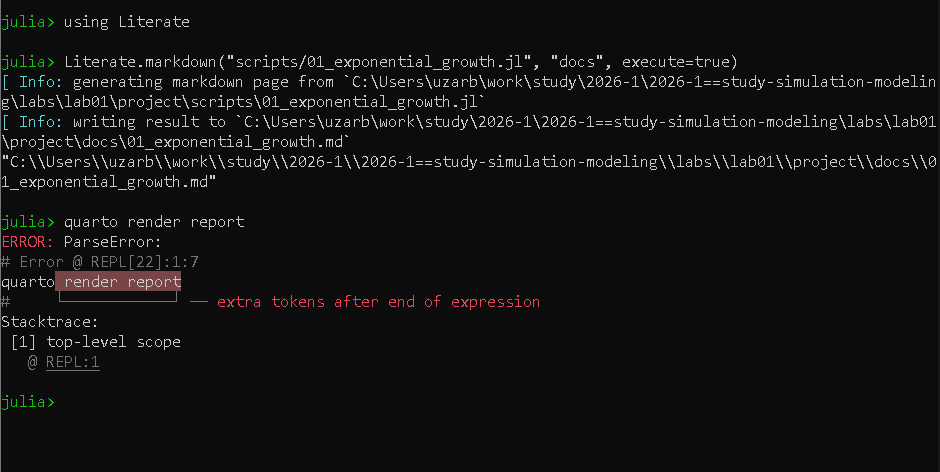 julia> using Literate
julia> Literate.markdown("scripts/01_exponential_growth.jl", "docs", execute=true)
[ Info: generating markdown page from `C:\Users\uzarb\work\study\2026-1\2026-1==study-simulation-modelin
g\labs\lab01\project\scripts\01_exponential_growth.jl`
[ Info: writing result to `C:\Users\uzarb\work\study\2026-1\2026-1==study-simulation-modeling\labs\lab01
\project\docs\01_exponential_growth.md`
"C:\\Users\\uzarb\\work\\study\\2026-1\\2026-1==study-simulation-modeling\\labs\\lab01\\project\\docs\\0
1_exponential_growth.md"
julia> quarto render report
ERROR: ParseError:
# Error @ REPL[22]:1:7
quarto render report
#     └────────────┘ ── extra tokens after end of expression
Stacktrace:
 [1] top-level scope
   @ REPL:1
julia>